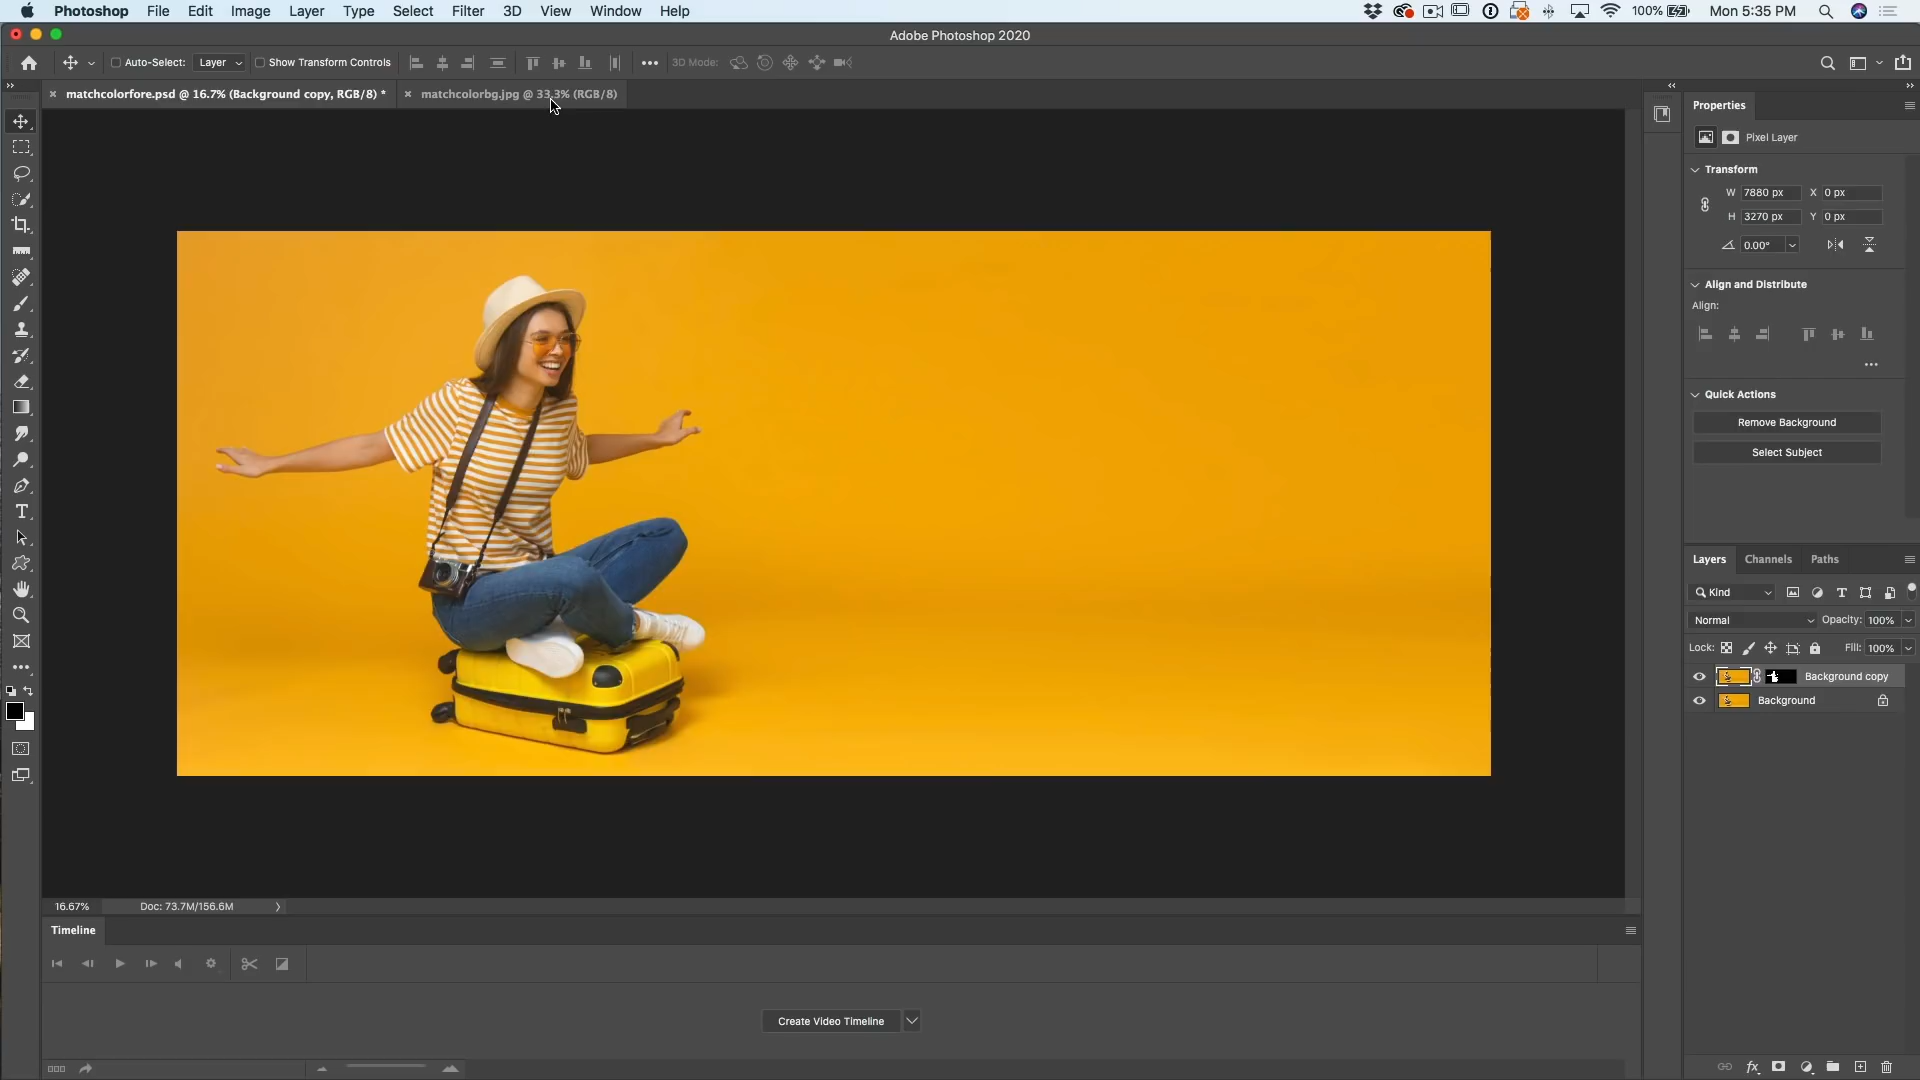 Photoshop File Edit Image Layer Type Select Filter 3D View Window Help 100% Mon 5:35 PM
Adobe Photoshop 2020
Auto-Select: Layer Show Transform Controls 3D Mode:
matchcolorfore.psd @ 16.7% (Background copy, RGB/8) * matchcolorbg.jpg @ 33.3% (RGB/8)
Properties
Pixel Layer
Transform
W 7880 px X 0 px
H 3270 px Y 0 px
0.00°
Align and Distribute
Align:
Quick Actions
Remove Background
Select Subject
Layers Channels Paths
Kind
Normal Opacity: 100%
Lock: Fill: 100%
Background copy
Background
16.67% Doc: 73.7M/156.6M
Timeline
Create Video Timeline